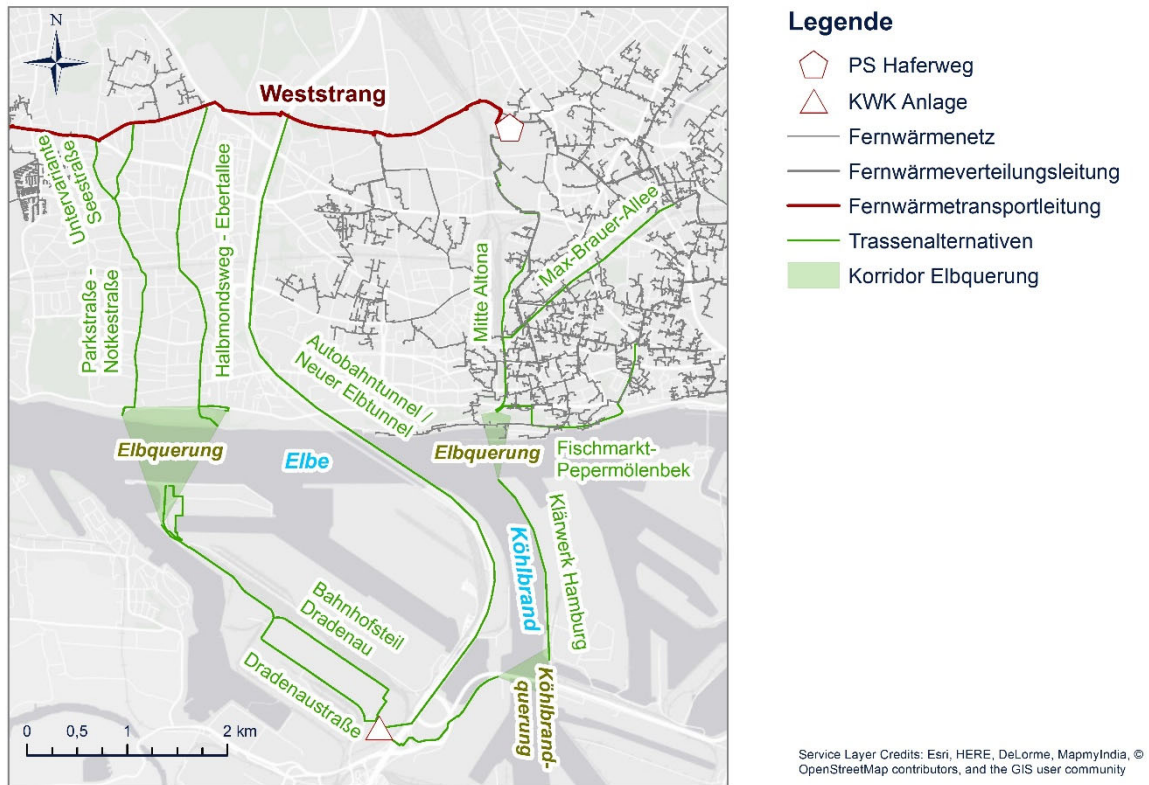 N
Weststrang
Untervariante
Seestraße
Parkstraße -
Notkestraße
Halbmondsweg - Ebertallee
Autobahntunnel /
Neuer Elbtunnel
Mitte Altona
Max-Brauer-Allee
Elbquerung
Elbe
Elbquerung
Fischmarkt-
Pepermölenbek
Klärwerk Hamburg
Köhlbrand
Bahnhofsteil
Dradenau
Dradenaustraße
Köhlbrand-
querung
0 0,5 1 2 km
Legende
PS Haferweg
KWK Anlage
Fernwärmenetz
Fernwärmeverteilungsleitung
Fernwärmetransportleitung
Trassenalternativen
Korridor Elbquerung
Service Layer Credits: Esri, HERE, DeLorme, MapmyIndia, ©
OpenStreetMap contributors, and the GIS user community